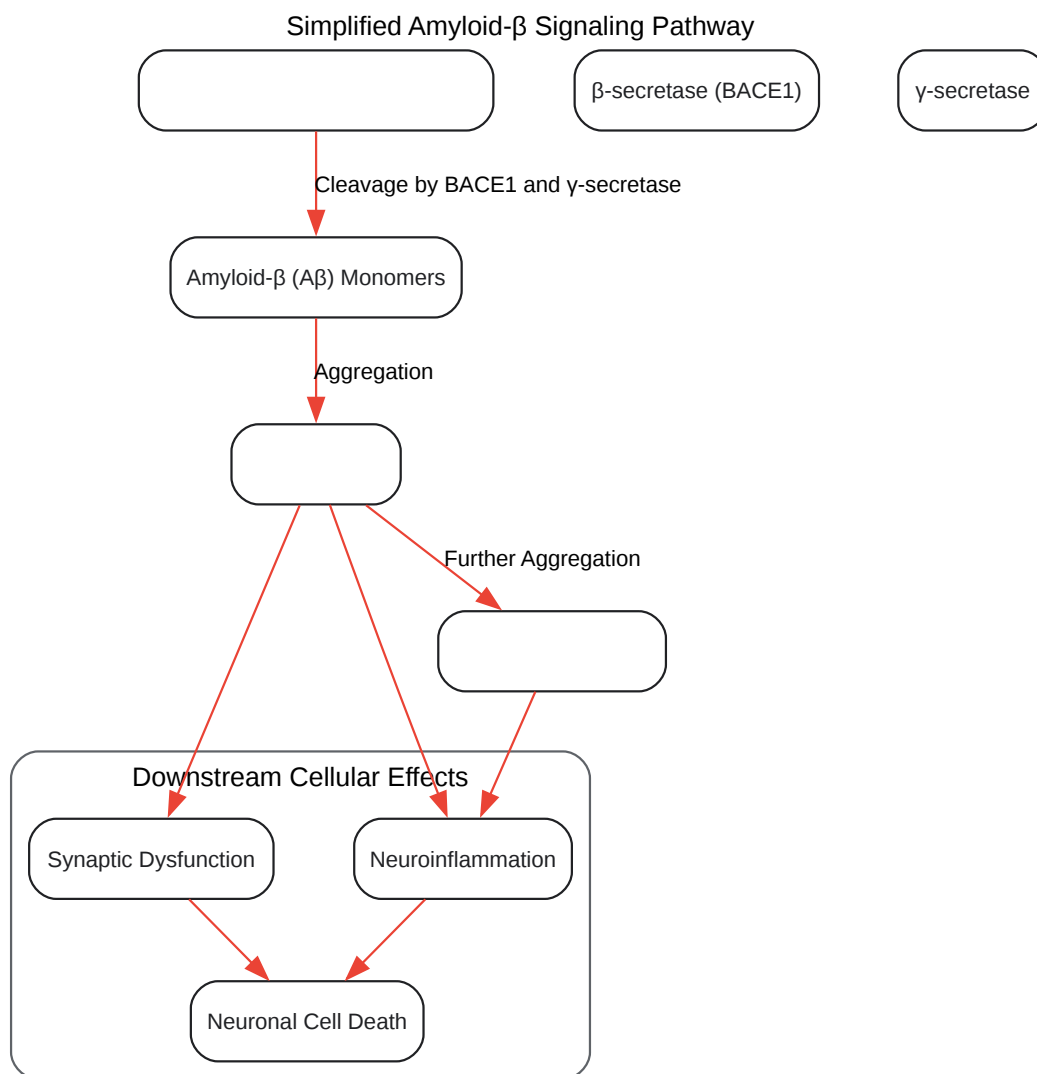 Simplified Amyloid-β Signaling Pathway
β-secretase (BACE1)
γ-secretase
Cleavage by BACE1 and γ-secretase
Amyloid-β (Aβ) Monomers
Aggregation
Further Aggregation
Downstream Cellular Effects
Synaptic Dysfunction
Neuroinflammation
Neuronal Cell Death